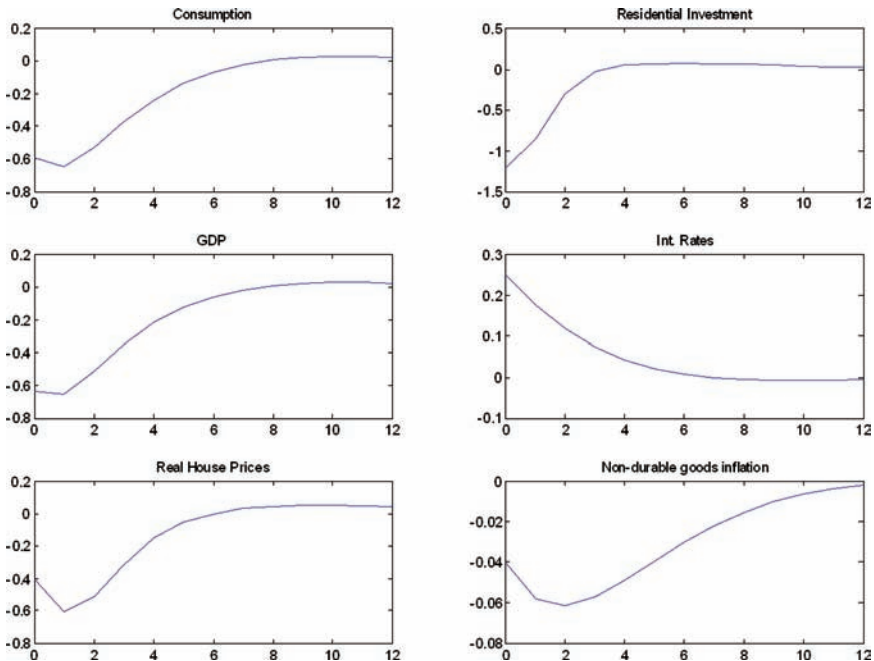 Consumption
0.2
0
-0.2
-0.4
-0.6
-0.8
0 2 4 6 8 10 12
Residential Investment
0.5
0
-0.5
-1
-1.5
0 2 4 6 8 10 12
GDP
0.2
0
-0.2
-0.4
-0.6
-0.8
0 2 4 6 8 10 12
Int. Rates
0.3
0.2
0.1
0
-0.1
0 2 4 6 8 10 12
Real House Prices
0.2
0
-0.2
-0.4
-0.6
-0.8
0 2 4 6 8 10 12
Non-durable goods inflation
0
-0.02
-0.04
-0.06
-0.08
0 2 4 6 8 10 12